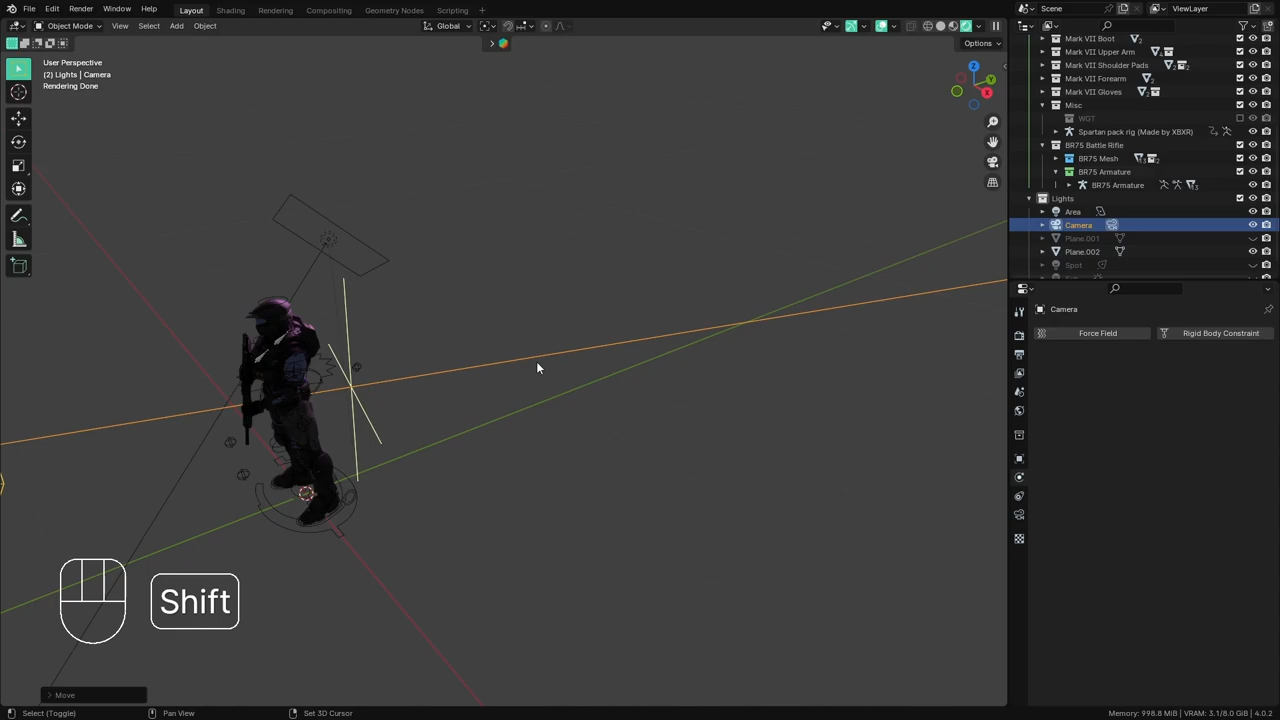 File Edit Render Window Help Layout Shading Rendering Compositing Geometry Nodes Scripting + Scene ViewLayer
Object Mode View Select Add Object Global
Options
User Perspective
(2) Lights | Camera
Rendering Done
Z
Y
X
Mark VII Boot 2
Mark VII Upper Arm
Mark VII Shoulder Pads
Mark VII Forearm 2
Mark VII Gloves
Misc
WGT
Spartan pack rig (Made by XBXR)
BR75 Battle Rifle
BR75 Mesh
BR75 Armature
BR75 Armature
Lights
Area
Camera
Plane.001
Plane.002
Spot
Camera
Force Field
Rigid Body Constraint
Shift
Move
Select (Toggle) Pan View Set 3D Cursor Memory: 998.8 MiB | VRAM: 3.1/8.0 GiB | 4.0.2